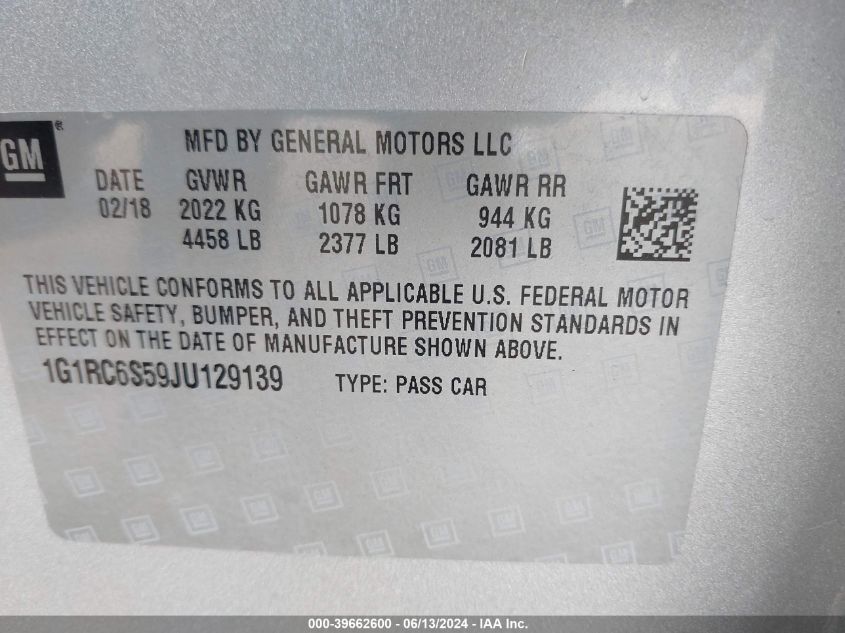 GM®
MFD BY GENERAL MOTORS LLC
DATE GVWR GAWR FRT GAWR RR
02/18 2022 KG 1078 KG 944 KG
4458 LB 2377 LB 2081 LB
THIS VEHICLE CONFORMS TO ALL APPLICABLE U.S. FEDERAL MOTOR
VEHICLE SAFETY, BUMPER, AND THEFT PREVENTION STANDARDS IN
EFFECT ON THE DATE OF MANUFACTURE SHOWN ABOVE.
1G1RC6S59JU129139 TYPE: PASS CAR
000-39662600 - 06/13/2024 - IAA Inc.